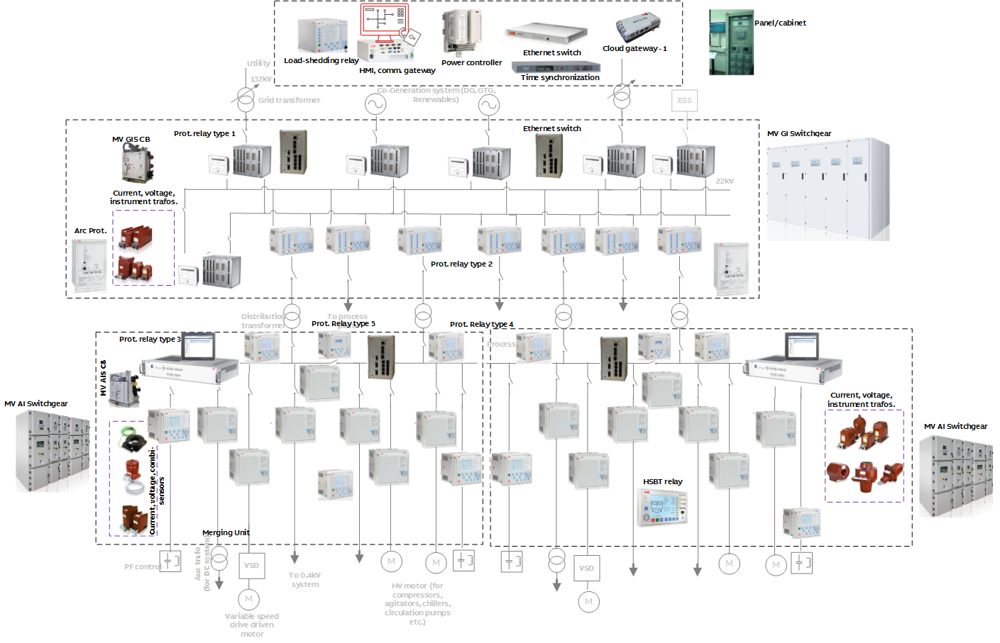 Load-shedding relay
HMI, comm. gateway
Power controller
Ethernet switch
Time synchronization
Cloud gateway - 1
Panel/cabinet
Utility
132kV
Grid transformer
Co-Generation system (DG, GTG,
Renewables)
ESS
Prot. relay type 1
MV GIS CB
Ethernet switch
MV GI Switchgear
22kV
Current, voltage,
instrument trafos.
Arc Prot.
Prot. relay type 2
Distribution
transformer
To process
Prot. Relay type 5
Prot. Relay type 4
Prot. relay type 3
Process
MV AIS CB
MV AI Switchgear
Current, voltage, combi
sensors
Current, voltage,
instrument trafos.
MV AI Switchgear
HSBT relay
Merging Unit
PF control
Aux trafo
(for DC system)
VSD
M
Variable speed
drive driven
motor
To 0.4kV
system
M
M
HV motor (for
compressors,
agitators, chillers,
circulation pumps
etc.)
VSD
M
M
M